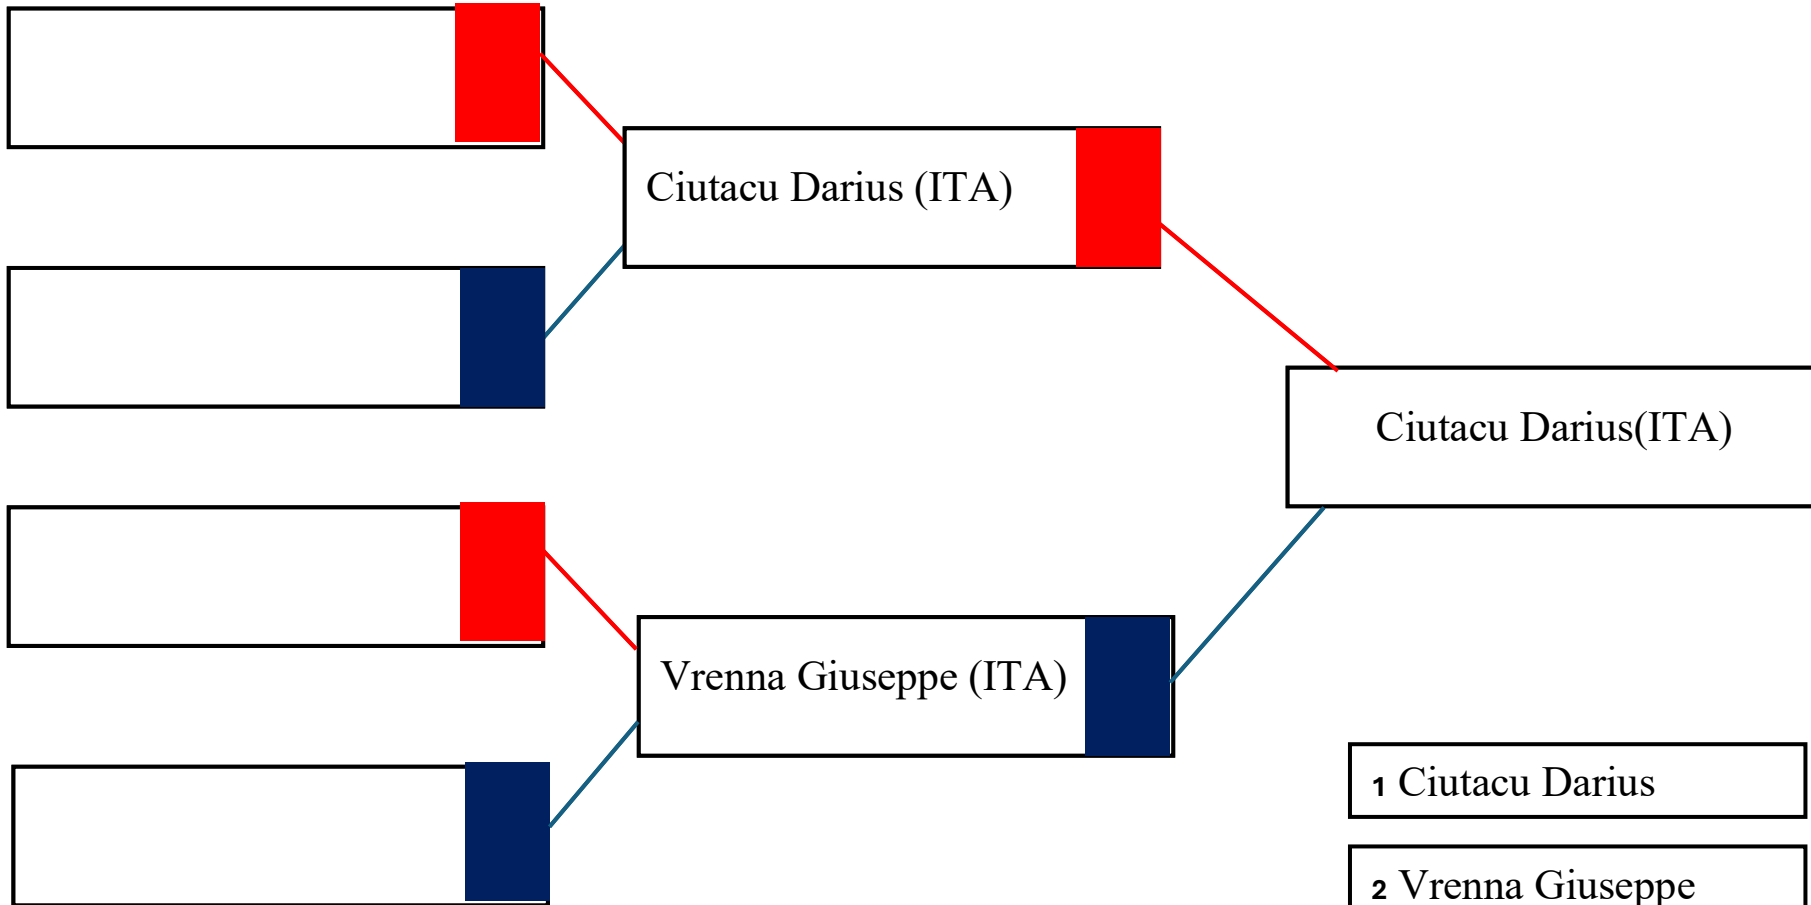 Ciutacu Darius (ITA)
Ciutacu Darius(ITA)
Vrenna Giuseppe (ITA)
1 Ciutacu Darius
2 Vrenna Giuseppe